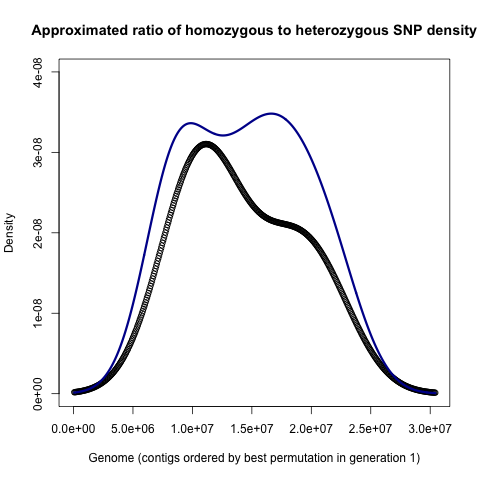 Approximated ratio of homozygous to heterozygous SNP density
4e-08
3e-08
2e-08
1e-08
0e+00
Density
0.0e+00 5.0e+06 1.0e+07 1.5e+07 2.0e+07 2.5e+07 3.0e+07
Genome (contigs ordered by best permutation in generation 1)